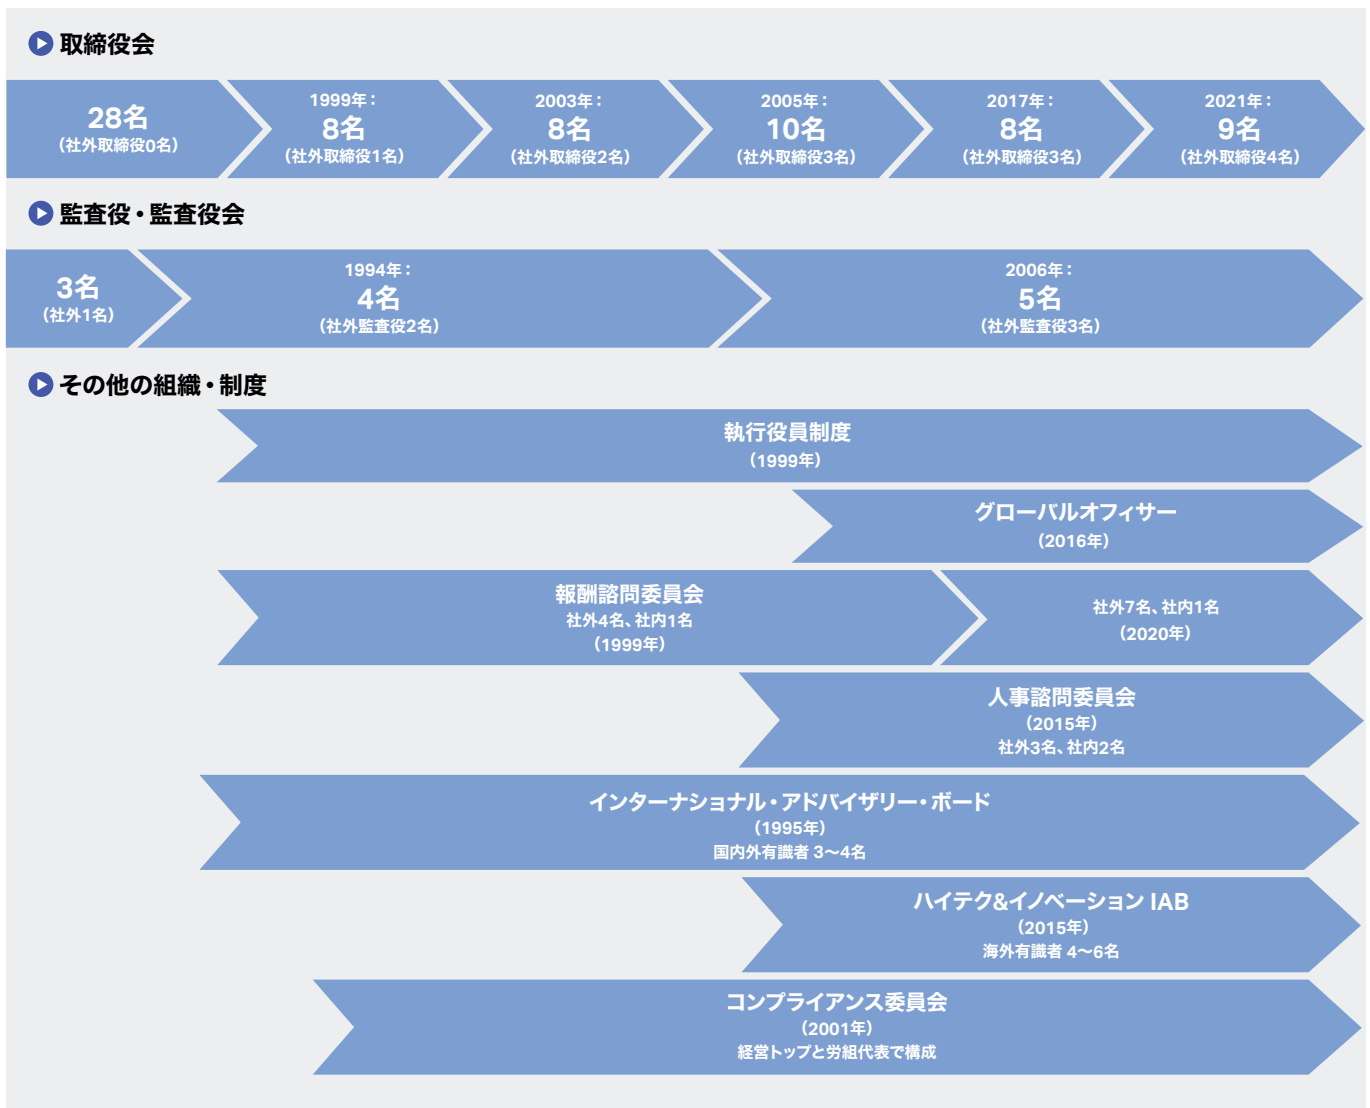 取締役会
28名
（社外取締役0名）
1999年：
8名
（社外取締役1名）
2003年：
8名
（社外取締役2名）
2005年：
10名
（社外取締役3名）
2017年：
8名
（社外取締役3名）
2021年：
9名
（社外取締役4名）
監査役・監査役会
3名
（社外1名）
1994年：
4名
（社外監査役2名）
2006年：
5名
（社外監査役3名）
その他の組織・制度
執行役員制度
（1999年）
グローバルオフィサー
（2016年）
報酬諮問委員会
社外4名、社内1名
（1999年）
社外7名、社内1名
（2020年）
人事諮問委員会
（2015年）
社外3名、社内2名
インターナショナル・アドバイザリー・ボード
（1995年）
国内外有識者 3〜4名
ハイテク&イノベーション IAB
（2015年）
海外有識者 4〜6名
コンプライアンス委員会
（2001年）
経営トップと労組代表で構成